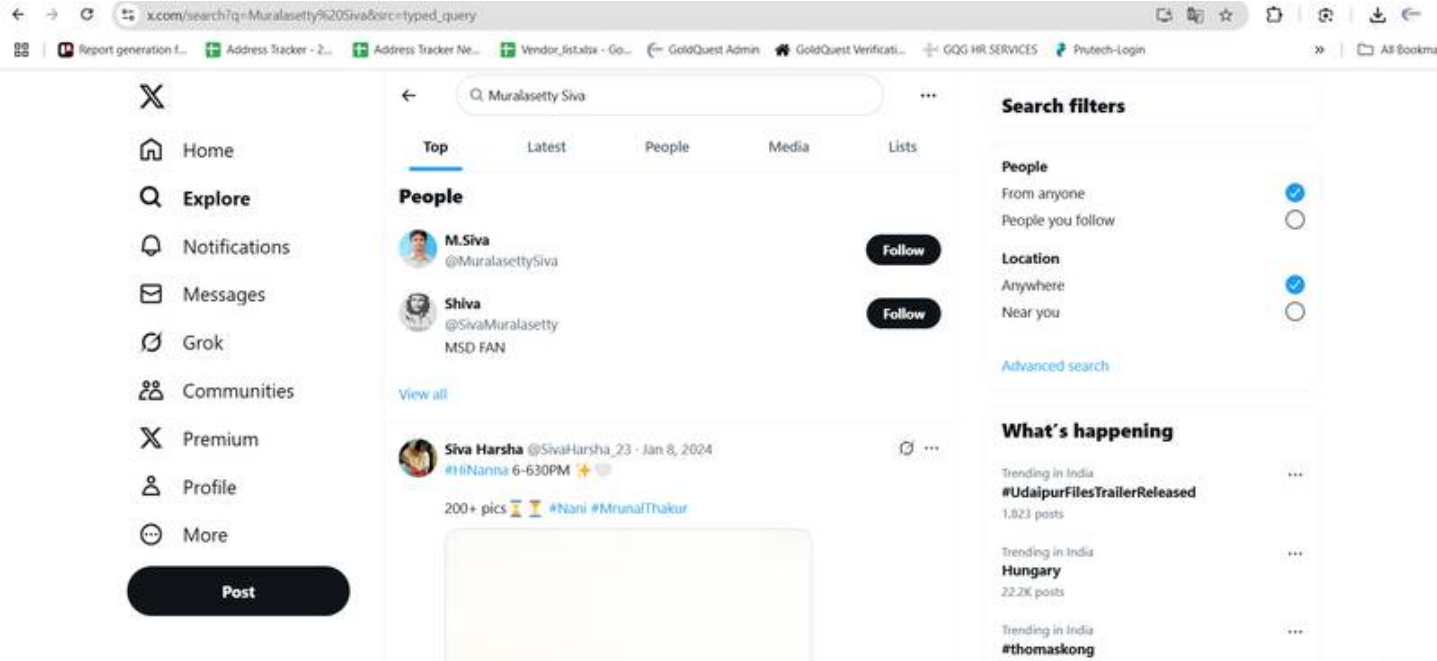 x.com/search?q=Muralasetty%20Siva&src=typed_query
Report generation f...
Address Tracker - 2...
Address Tracker Ne...
Vendor_list.xlsx - Go...
GoldQuest Admin
GoldQuest Verificati...
GQG HR SERVICES
Prutech-Login
»
All Bookma
Home
Explore
Notifications
Messages
Grok
Communities
Premium
Profile
More
Post
Muralasetty Siva
Top Latest People Media Lists
People
M.Siva
@MuralasettySiva
Follow
Shiva
@SivaMuralasetty
MSD FAN
Follow
View all
Siva Harsha @SivaHarsha_23 · Jan 8, 2024
#HiNanna 6-630PM ✨🤍
200+ pics⌛⏳ #Nani #MrunalThakur
Search filters
People
From anyone
People you follow
Location
Anywhere
Near you
Advanced search
What's happening
Trending in India
#UdaipurFilesTrailerReleased
1,823 posts
Trending in India
Hungary
22.2K posts
Trending in India
#thomaskong